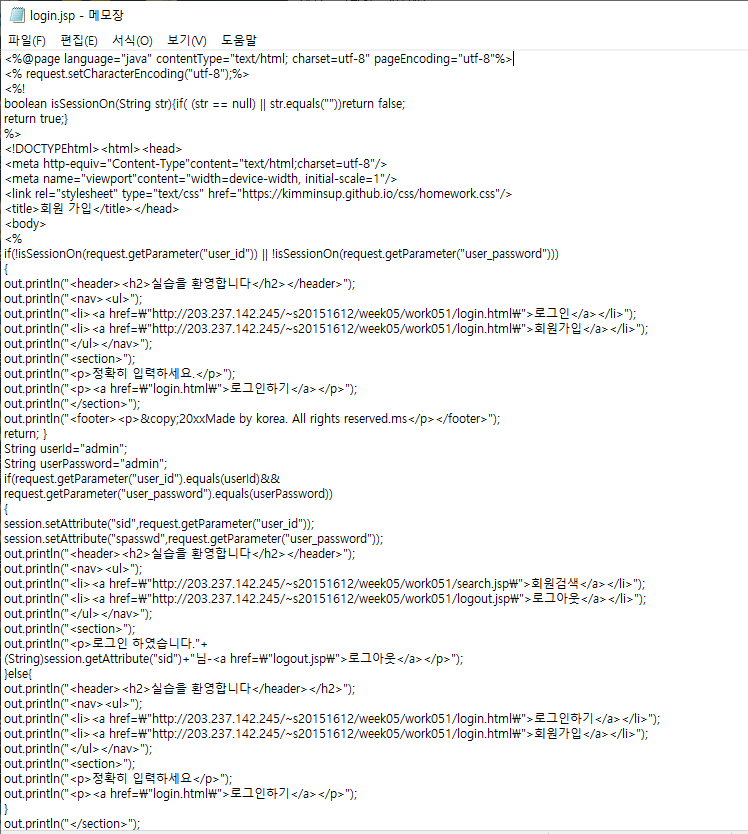 login.jsp - 메모장
파일(F) 편집(E) 서식(O) 보기(V) 도움말
<%@page language="java" contentType="text/html; charset=utf-8" pageEncoding="utf-8"%>
<% request.setCharacterEncoding("utf-8");%>
<%!
boolean isSessionOn(String str){if( (str == null) || str.equals(""))return false;
return true;}
%>
<!DOCTYPEhtml><html><head>
<meta http-equiv="Content-Type"content="text/html;charset=utf-8"/>
<meta name="viewport"content="width=device-width, initial-scale=1"/>
<link rel="stylesheet" type="text/css" href="https://kimminsup.github.io/css/homework.css"/>
<title>회원 가입</title></head>
<body>
<%
if(!isSessionOn(request.getParameter("user_id")) || !isSessionOn(request.getParameter("user_password")))
{
out.println("<header><h2>실습을 환영합니다</h2></header>");
out.println("<nav><ul>");
out.println("<li><a href=₩"http://203.237.142.245/~s20151612/week05/work051/login.html₩">로그인</a></li>");
out.println("<li><a href=₩"http://203.237.142.245/~s20151612/week05/work051/login.html₩">회원가입</a></li>");
out.println("</ul></nav>");
out.println("<section>");
out.println("<p>정확히 입력하세요.</p>");
out.println("<p><a href=₩"login.html₩">로그인하기</a></p>");
out.println("</section>");
out.println("<footer><p>&copy;20xxMade by korea. All rights reserved.ms</p></footer>");
return; }
String userId="admin";
String userPassword="admin";
if(request.getParameter("user_id").equals(userId)&&
request.getParameter("user_password").equals(userPassword))
{
session.setAttribute("sid",request.getParameter("user_id"));
session.setAttribute("spasswd",request.getParameter("user_password"));
out.println("<header><h2>실습을 환영합니다</h2></header>");
out.println("<nav><ul>");
out.println("<li><a href=₩"http://203.237.142.245/~s20151612/week05/work051/search.jsp₩">회원검색</a></li>");
out.println("<li><a href=₩"http://203.237.142.245/~s20151612/week05/work051/logout.jsp₩">로그아웃</a></li>");
out.println("</ul></nav>");
out.println("<section>");
out.println("<p>로그인 하였습니다."+
(String)session.getAttribute("sid")+"님-<a href=₩"logout.jsp₩">로그아웃</a></p>");
}else{
out.println("<header><h2>실습을 환영합니다</header></h2>");
out.println("<nav><ul>");
out.println("<li><a href=₩"http://203.237.142.245/~s20151612/week05/work051/login.html₩">로그인하기</a></li>");
out.println("<li><a href=₩"http://203.237.142.245/~s20151612/week05/work051/login.html₩">회원가입</a></li>");
out.println("</ul></nav>");
out.println("<section>");
out.println("<p>정확히 입력하세요</p>");
out.println("<p><a href=₩"login.html₩">로그인하기</a></p>");
}
out.println("</section>");